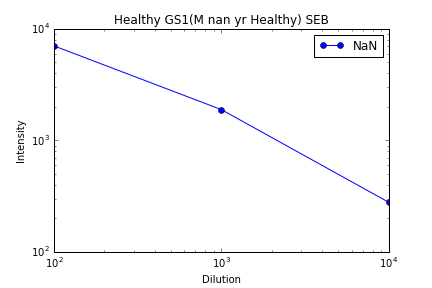 Healthy GS1(M nan yr Healthy) SEB
NaN
10^4
10^3
10^2
Intensity
10^2 10^3 10^4
Dilution